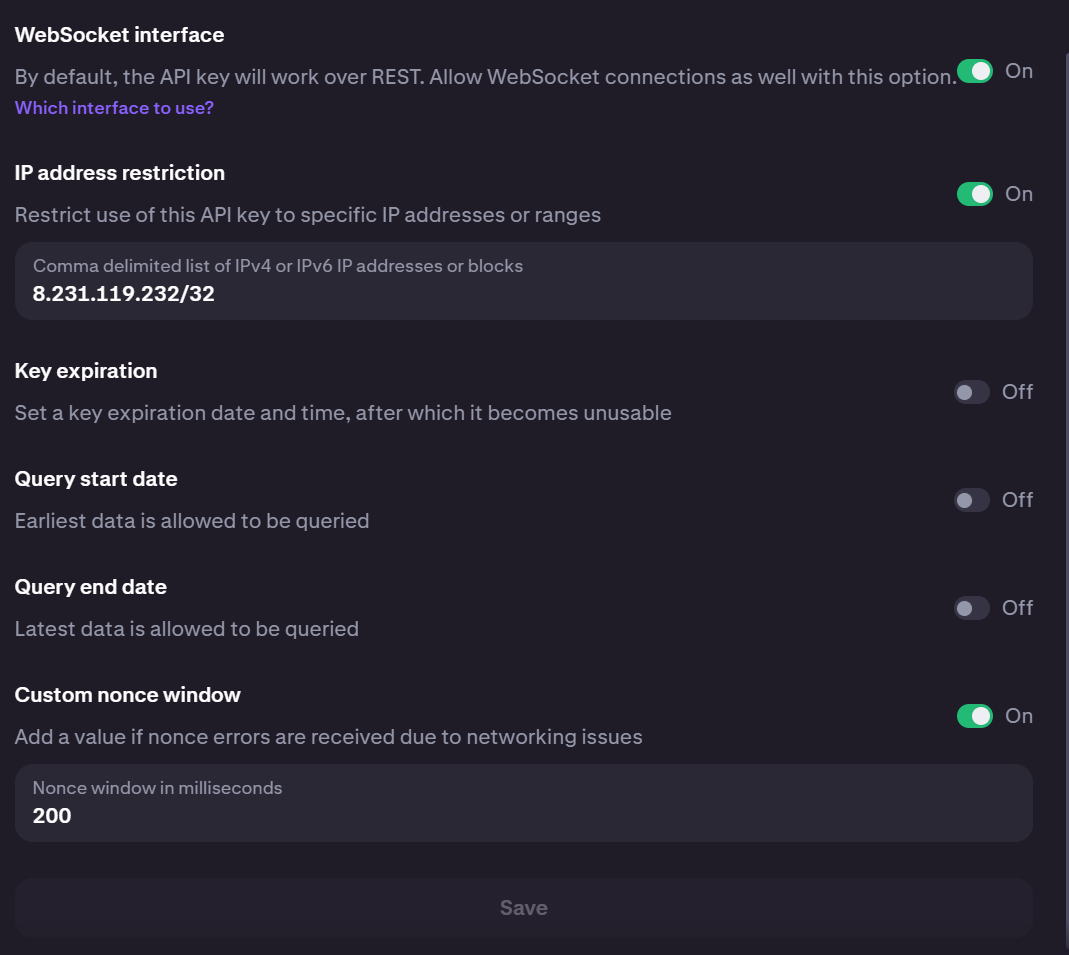 WebSocket interface
By default, the API key will work over REST. Allow WebSocket connections as well with this option.
On
Which interface to use?
IP address restriction
On
Restrict use of this API key to specific IP addresses or ranges
Comma delimited list of IPv4 or IPv6 IP addresses or blocks
8.231.119.232/32
Key expiration
Off
Set a key expiration date and time, after which it becomes unusable
Query start date
Off
Earliest data is allowed to be queried
Query end date
Off
Latest data is allowed to be queried
Custom nonce window
On
Add a value if nonce errors are received due to networking issues
Nonce window in milliseconds
200
Save